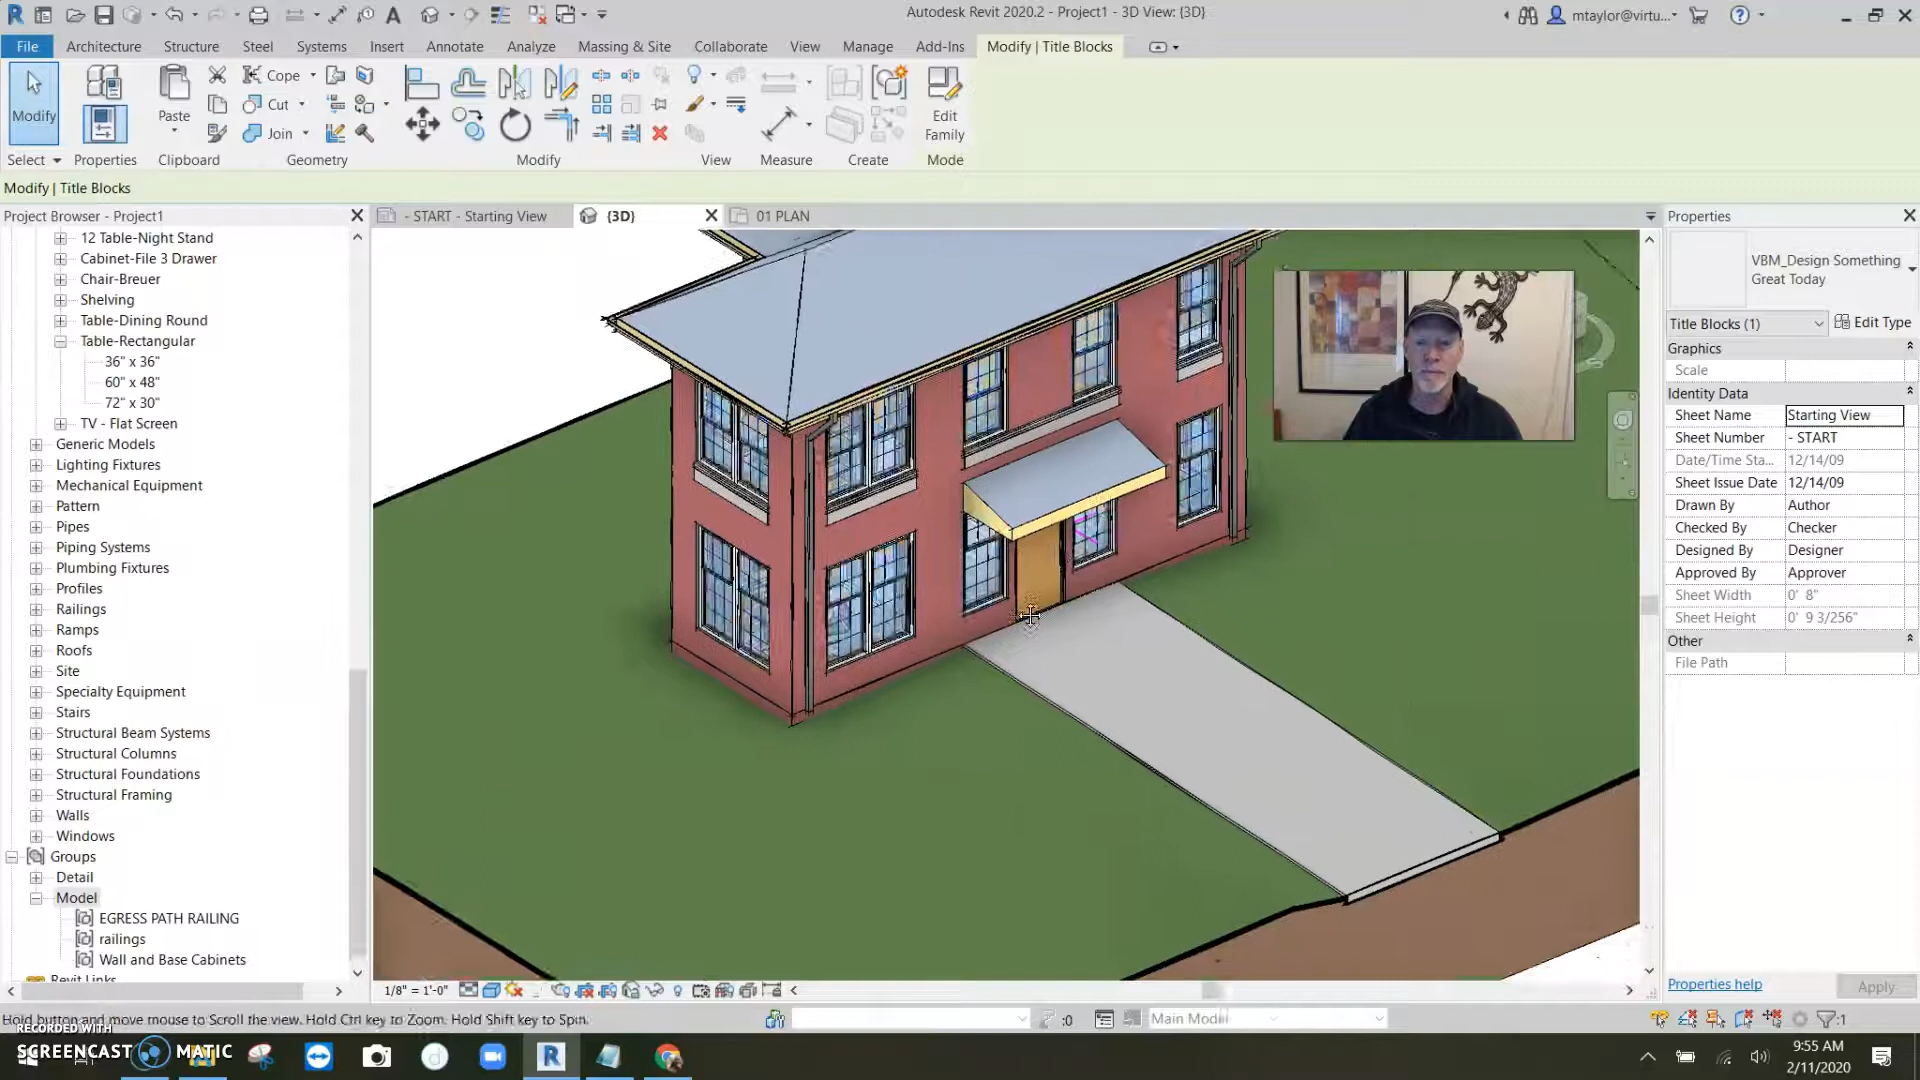 Autodesk Revit 2020.2 - Project1 - 3D View: {3D}
mtaylor@virtu...
File Architecture Structure Steel Systems Insert Annotate Analyze Massing & Site Collaborate View Manage Add-Ins Modify | Title Blocks
Modify
Paste
Cope
Cut
Join
Edit
Family
Select Properties Clipboard Geometry Modify View Measure Create Mode
Modify | Title Blocks
Project Browser - Project1
- START - Starting View
{3D}
01 PLAN
12 Table-Night Stand
Cabinet-File 3 Drawer
Chair-Breuer
Shelving
Table-Dining Round
Table-Rectangular
36" x 36"
60" x 48"
72" x 30"
TV - Flat Screen
Generic Models
Lighting Fixtures
Mechanical Equipment
Pattern
Pipes
Piping Systems
Plumbing Fixtures
Profiles
Railings
Ramps
Roofs
Site
Specialty Equipment
Stairs
Structural Beam Systems
Structural Columns
Structural Foundations
Structural Framing
Walls
Windows
Groups
Detail
Model
EGRESS PATH RAILING
railings
Wall and Base Cabinets
Revit Links
Properties
VBM_Design Something
Great Today
Title Blocks (1)
Edit Type
Graphics
Scale
Identity Data
Sheet Name Starting View
Sheet Number - START
Date/Time Sta... 12/14/09
Sheet Issue Date 12/14/09
Drawn By Author
Checked By Checker
Designed By Designer
Approved By Approver
Sheet Width 0' 8"
Sheet Height 0' 9 3/256"
Other
File Path
Properties help
Apply
1/8" = 1'-0"
Hold button and move mouse to Scroll the view. Hold Ctrl key to Zoom. Hold Shift key to Spin.
:0
Main Model
:1
RECORDED WITH
SCREENCAST MATIC
9:55 AM
2/11/2020